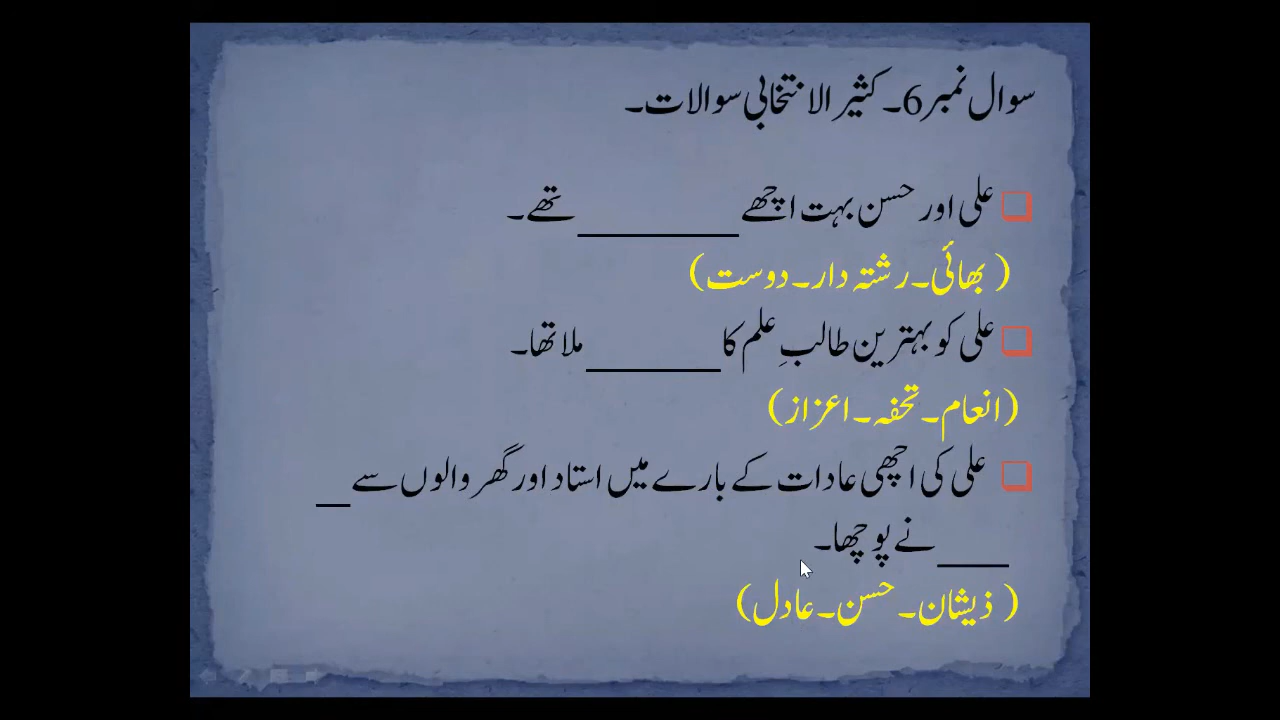 سوال نمبر 6۔ کثیر الانتخابی سوالات۔
علی اور حسن بہت اچھے __________ تھے۔
( بھائی۔ رشتہ دار۔ دوست)
علی کو بہترین طالبِ علم کا ________ ملا تھا۔
(انعام۔ تحفہ۔ اعزاز)
علی کی اچھی عادات کے بارے میں استاد اور گھر والوں سے __
____ نے پوچھا۔
( ذیشان۔ حسن۔ عادل)